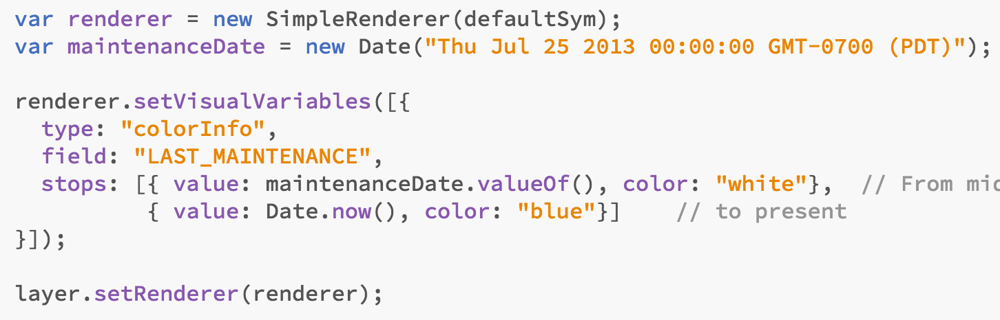 var renderer = new SimpleRenderer(defaultSym);
var maintenanceDate = new Date("Thu Jul 25 2013 00:00:00 GMT-0700 (PDT)");
renderer.setVisualVariables([{
type: "colorInfo",
field: "LAST_MAINTENANCE",
stops: [{ value: maintenanceDate.valueOf(), color: "white"}, // From
{ value: Date.now(), color: "blue"}] // to present
}]);
layer.setRenderer(renderer);